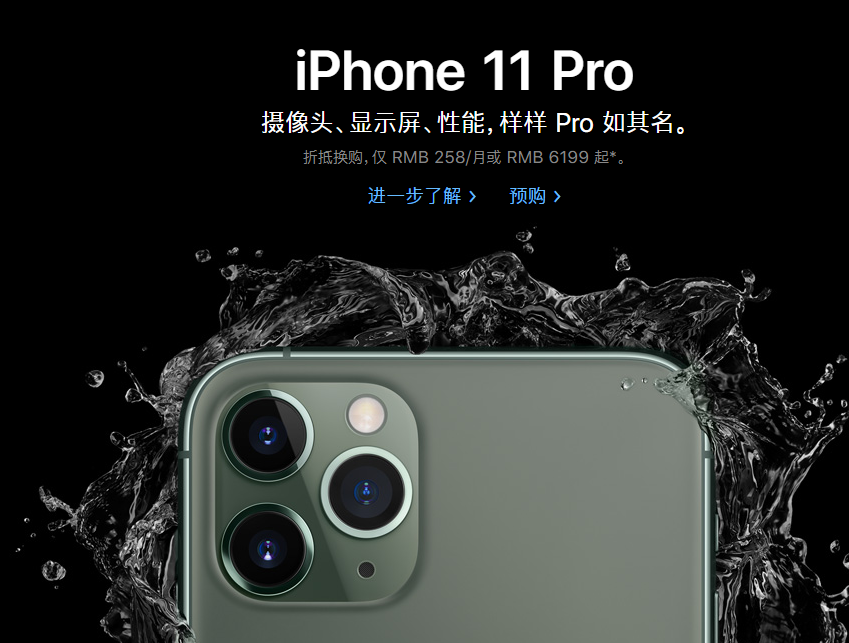 iPhone 11 Pro
摄像头、显示屏、性能，样样 Pro 如其名。
折抵换购，仅 RMB 258/月或 RMB 6199 起*。
进一步了解 > 预购 >